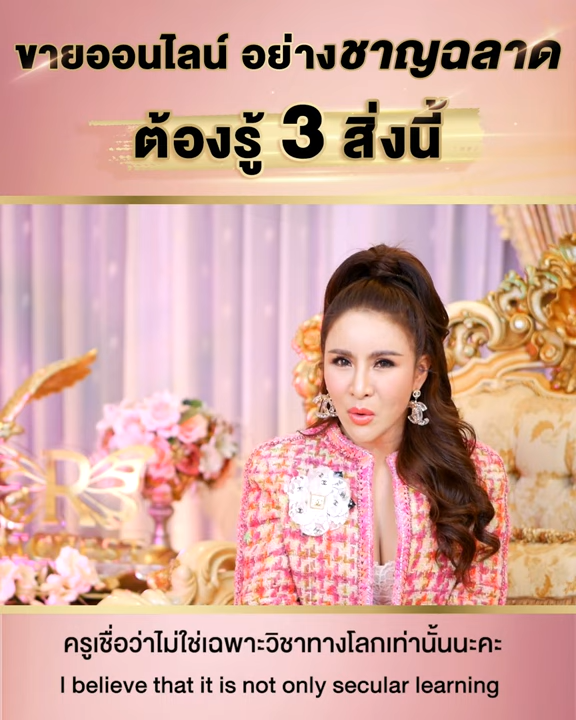 ขายออนไลน์ อย่างชาญฉลาด
ต้องรู้ 3 สิ่งนี้
ครูเชื่อว่าไม่ใช่เฉพาะวิชาทางโลกเท่านั้นนะคะ
I believe that it is not only secular learning